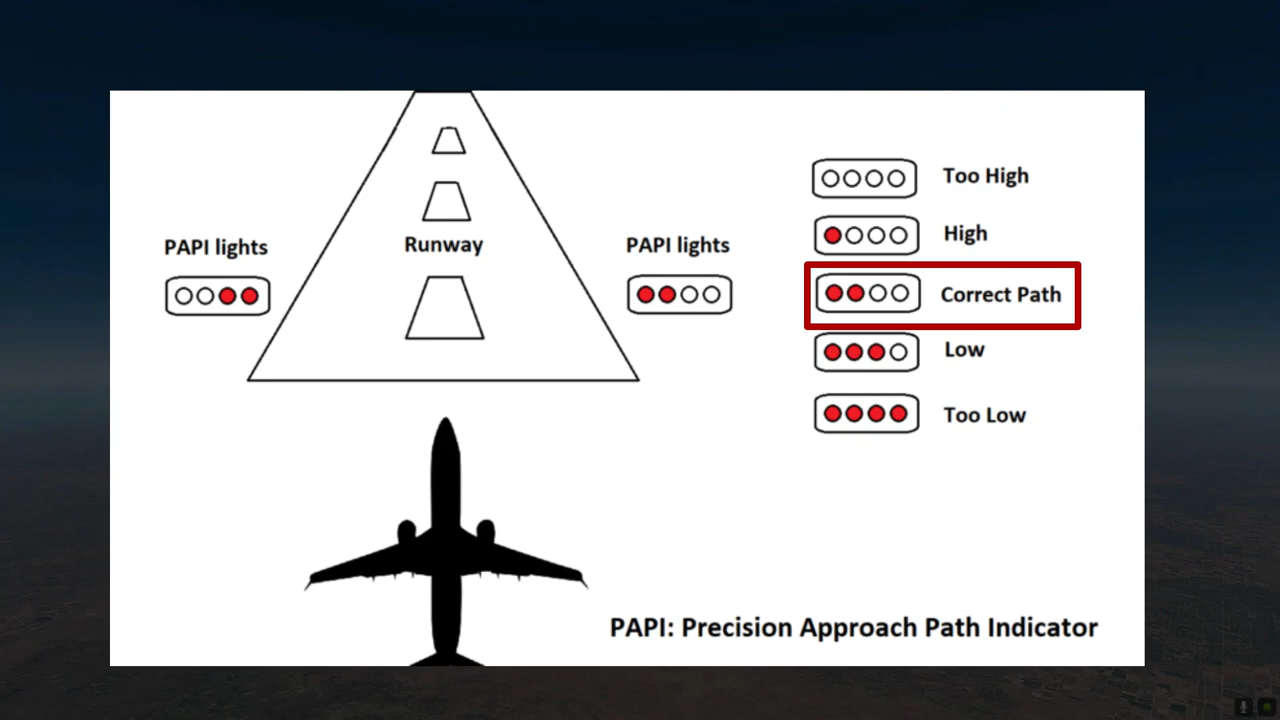 Too High
High
PAPI lights
Runway
PAPI lights
Correct Path
Low
Too Low
PAPI: Precision Approach Path Indicator